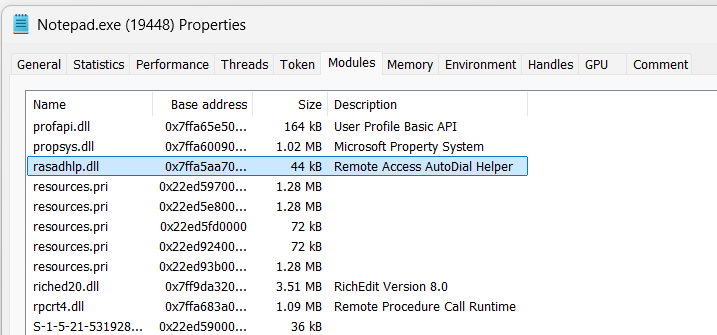 Notepad.exe (19448) Properties
General Statistics Performance Threads Token Modules Memory Environment Handles GPU Comment
Name Base address Size Description
profapi.dll 0x7ffa65e50... 164 kB User Profile Basic API
propsys.dll 0x7ffa60090... 1.02 MB Microsoft Property System
rasadhlp.dll 0x7ffa5aa70... 44 kB Remote Access AutoDial Helper
resources.pri 0x22ed59700... 1.28 MB
resources.pri 0x22ed5e800... 1.28 MB
resources.pri 0x22ed5fd0000 72 kB
resources.pri 0x22ed92400... 72 kB
resources.pri 0x22ed93b00... 1.28 MB
riched20.dll 0x7ff9da320... 3.51 MB RichEdit Version 8.0
rpcrt4.dll 0x7ffa683a0... 1.09 MB Remote Procedure Call Runtime
S-1-5-21-531928... 0x22ed59000... 36 kB